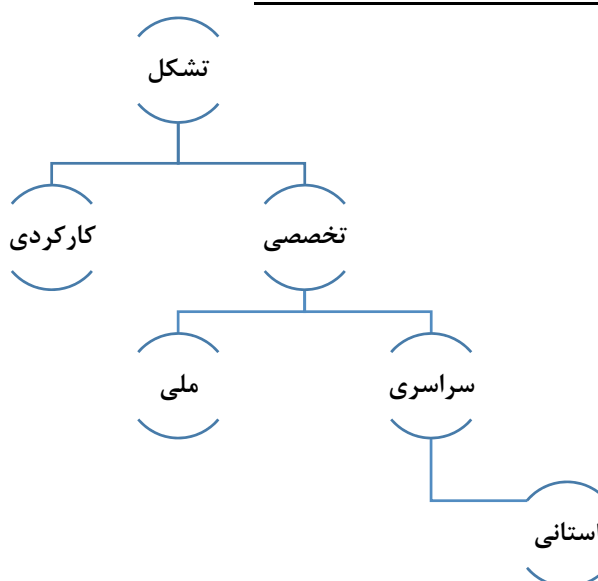 تشکل
تخصصی
کارکردی
سراسری
ملی
استانی